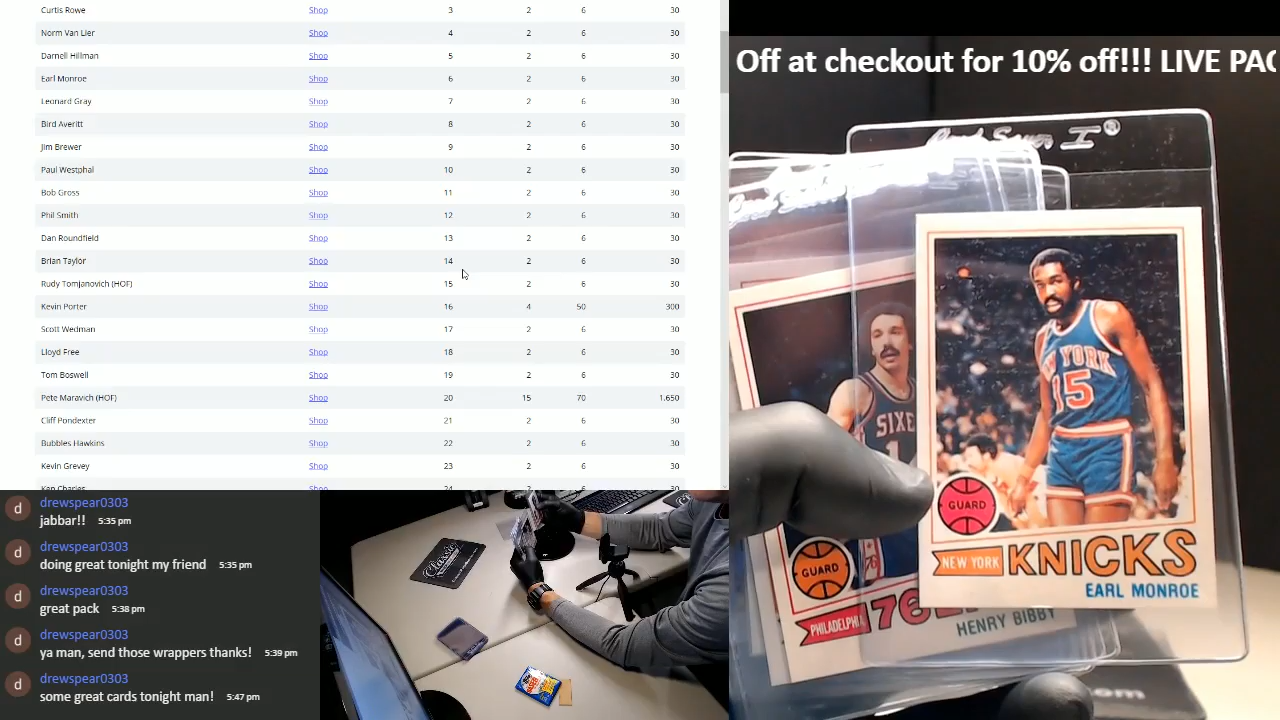 Curtis Rowe Shop 3 2 6 30
Norm Van Lier Shop 4 2 6 30
Darnell Hillman Shop 5 2 6 30
Earl Monroe Shop 6 2 6 30
Leonard Gray Shop 7 2 6 30
Bird Averitt Shop 8 2 6 30
Jim Brewer Shop 9 2 6 30
Paul Westphal Shop 10 2 6 30
Bob Gross Shop 11 2 6 30
Phil Smith Shop 12 2 6 30
Dan Roundfield Shop 13 2 6 30
Brian Taylor Shop 14 2 6 30
Rudy Tomjanovich (HOF) Shop 15 2 6 30
Kevin Porter Shop 16 4 50 300
Scott Wedman Shop 17 2 6 30
Lloyd Free Shop 18 2 6 30
Tom Boswell Shop 19 2 6 30
Pete Maravich (HOF) Shop 20 15 70 1,650
Cliff Pondexter Shop 21 2 6 30
Bubbles Hawkins Shop 22 2 6 30
Kevin Grevey Shop 23 2 6 30
Ken Charles Shop 24 2 6 30
d drewspear0303
jabbar!! 5:35 pm
d drewspear0303
doing great tonight my friend 5:35 pm
d drewspear0303
great pack 5:38 pm
d drewspear0303
ya man, send those wrappers thanks! 5:39 pm
d drewspear0303
some great cards tonight man! 5:47 pm
Off at checkout for 10% off!!! LIVE PAC
Card Saver I®
SIXE
GUARD
PHILADELPHIA 76
HENRY BIBBY
NEW YORK
15
GUARD
NEW YORK KNICKS
EARL MONROE